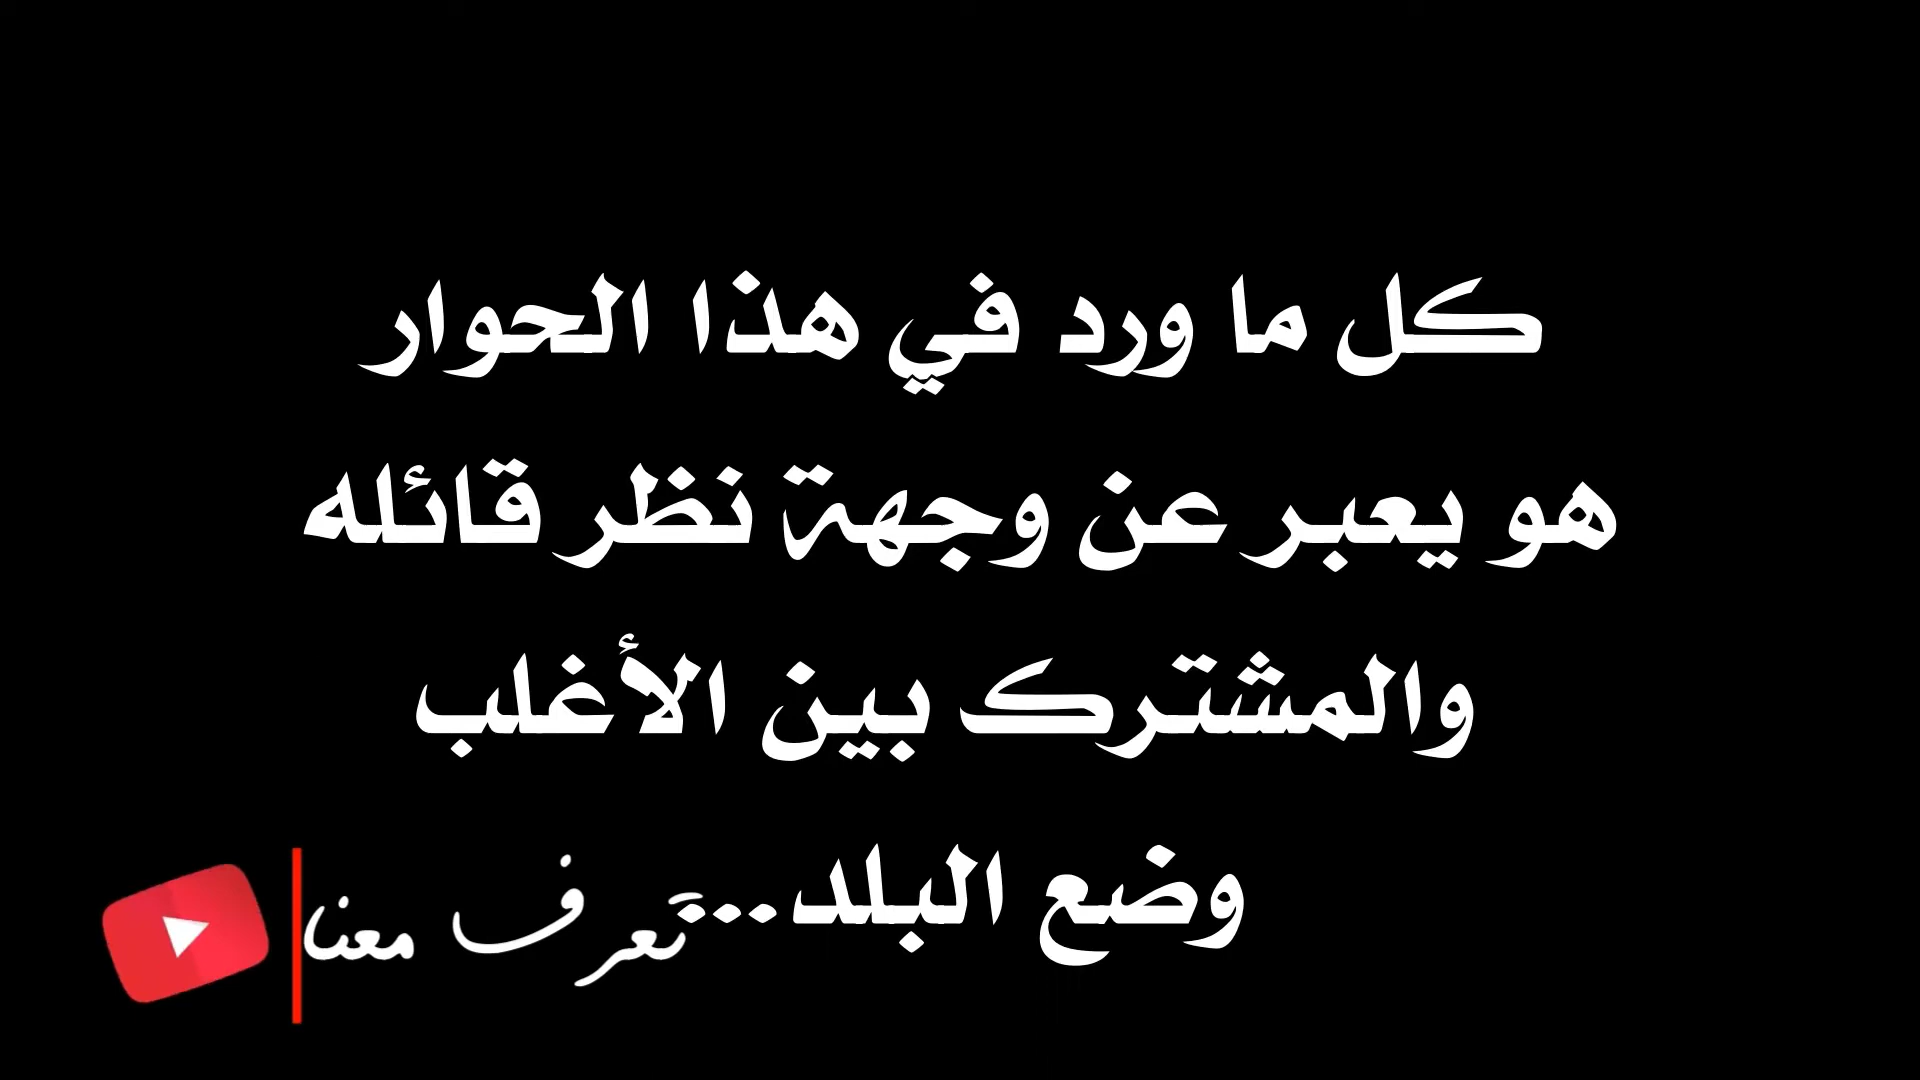 كل ما ورد في هذا الحوار
هو يعبر عن وجهة نظر قائله
والمشترك بين الأغلب
وضع البلد...
تعرف معنا